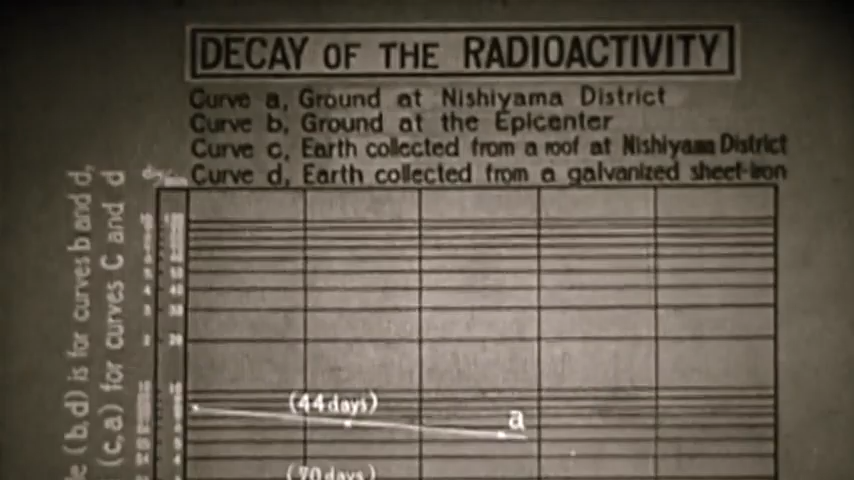 DECAY OF THE RADIOACTIVITY
Curve a, Ground at Nishiyama District
Curve b, Ground at the Epicenter
Curve c, Earth collected from a roof at Nishiyama District
Curve d, Earth collected from a galvanized sheet-iron
(b,d) is for curves b and d,
(c,a) for curves C and d
(44days)
a
(70days)